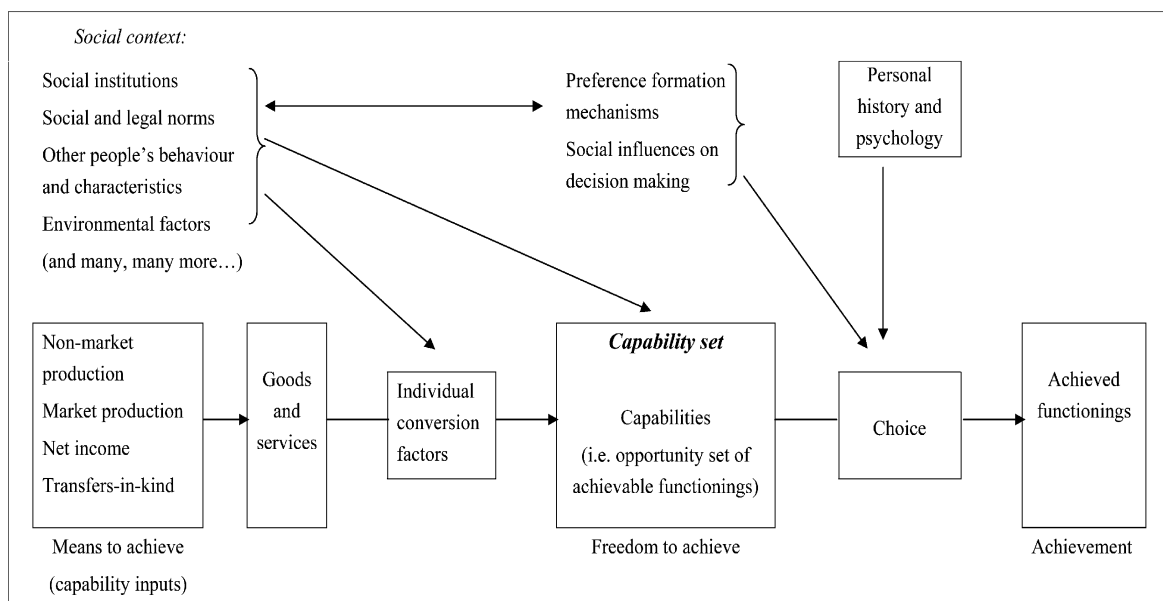 Social context:
Social institutions
Social and legal norms
Other people’s behaviour
and characteristics
Environmental factors
(and many, many more…)
Preference formation
mechanisms
Social influences on
decision making
Personal
history and
psychology
Non-market
production
Market production
Net income
Transfers-in-kind
Goods
and
services
Individual
conversion
factors
Capability set
Capabilities
(i.e. opportunity set of
achievable functionings)
Choice
Achieved
functionings
Means to achieve
(capability inputs)
Freedom to achieve
Achievement